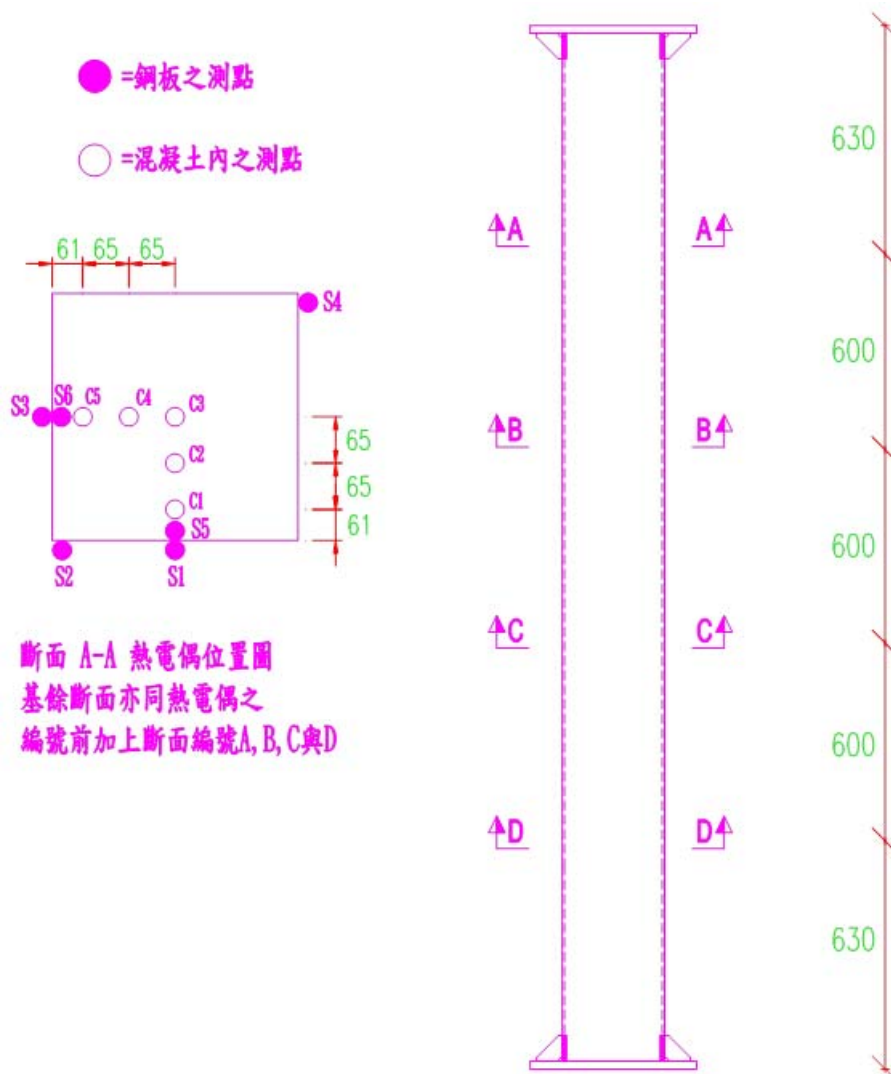 =鋼板之測點
=混凝土內之測點
61 65 65
S4
S3 S6 C5 C4 C3
C2
C1
S5
S2 S1
65
65
61
斷面 A-A 熱電偶位置圖
基餘斷面亦同熱電偶之
編號前加上斷面編號A,B,C與D
A A
B B
C C
D D
630
600
600
600
630